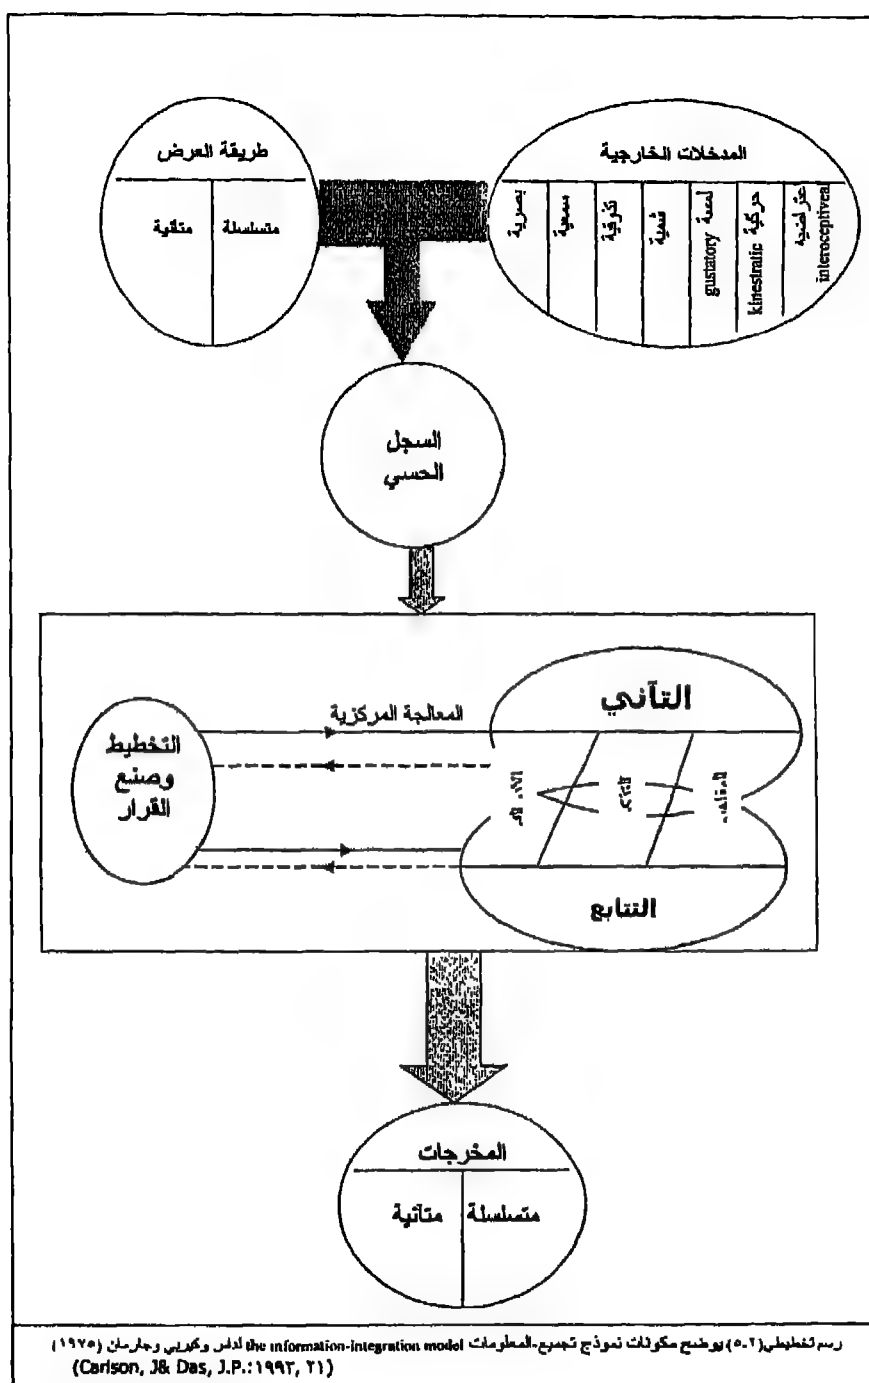 المدخلات الخارجية
بصرية
سمعية
تذوقية
شمية
لمسية gustatory
حركية kinestratic
interoceptivea
طريقة العرض
متسلسلة
متآنية
السجل
الحسي
المعالجة المركزية
التآني
التخطيط
وصنع
القرار
التتابع
المخرجات
متسلسلة
متآنية
رسم تخطيطي(٢-٥) يوضح مكونات نموذج تجميع-المعلومات the information-integration model لداس وكيربي وجارمان (١٩٧٥)
(Carlson, J& Das, J.P.:١٩٩٢, ٢١)